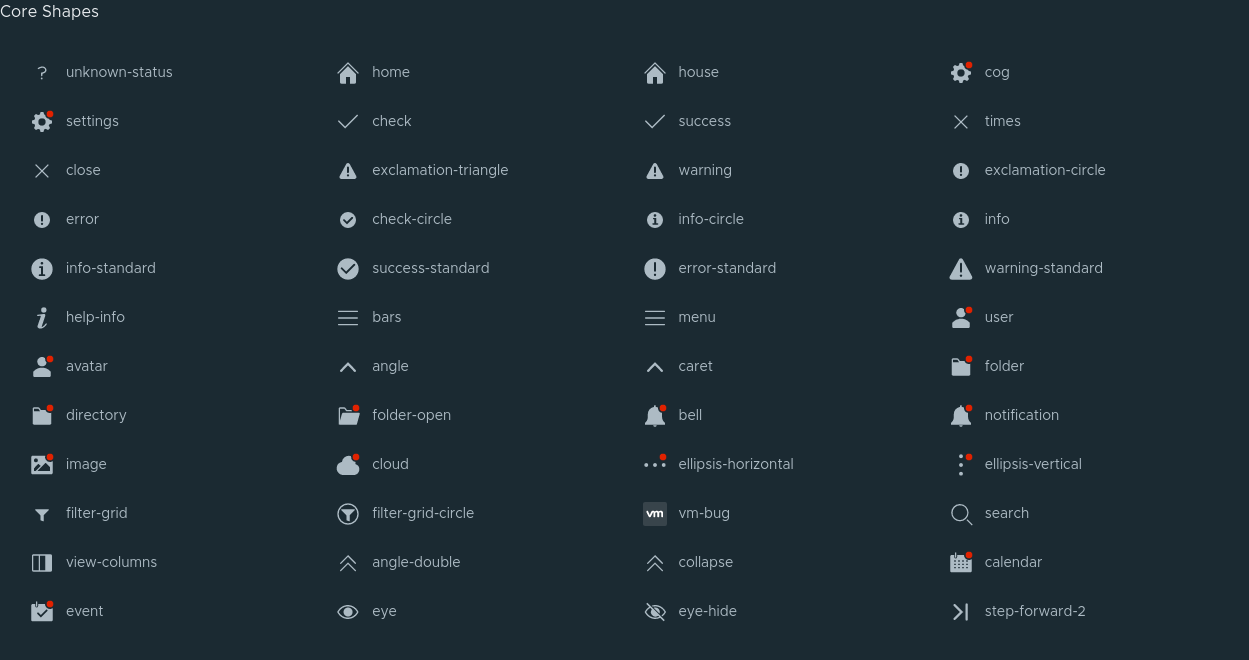 Core Shapes
? unknown-status home house cog
settings check success times
close exclamation-triangle warning exclamation-circle
error check-circle info-circle info
info-standard success-standard error-standard warning-standard
help-info bars menu user
avatar angle caret folder
directory folder-open bell notification
image cloud ellipsis-horizontal ellipsis-vertical
filter-grid filter-grid-circle vm vm-bug search
view-columns angle-double collapse calendar
event eye eye-hide step-forward-2